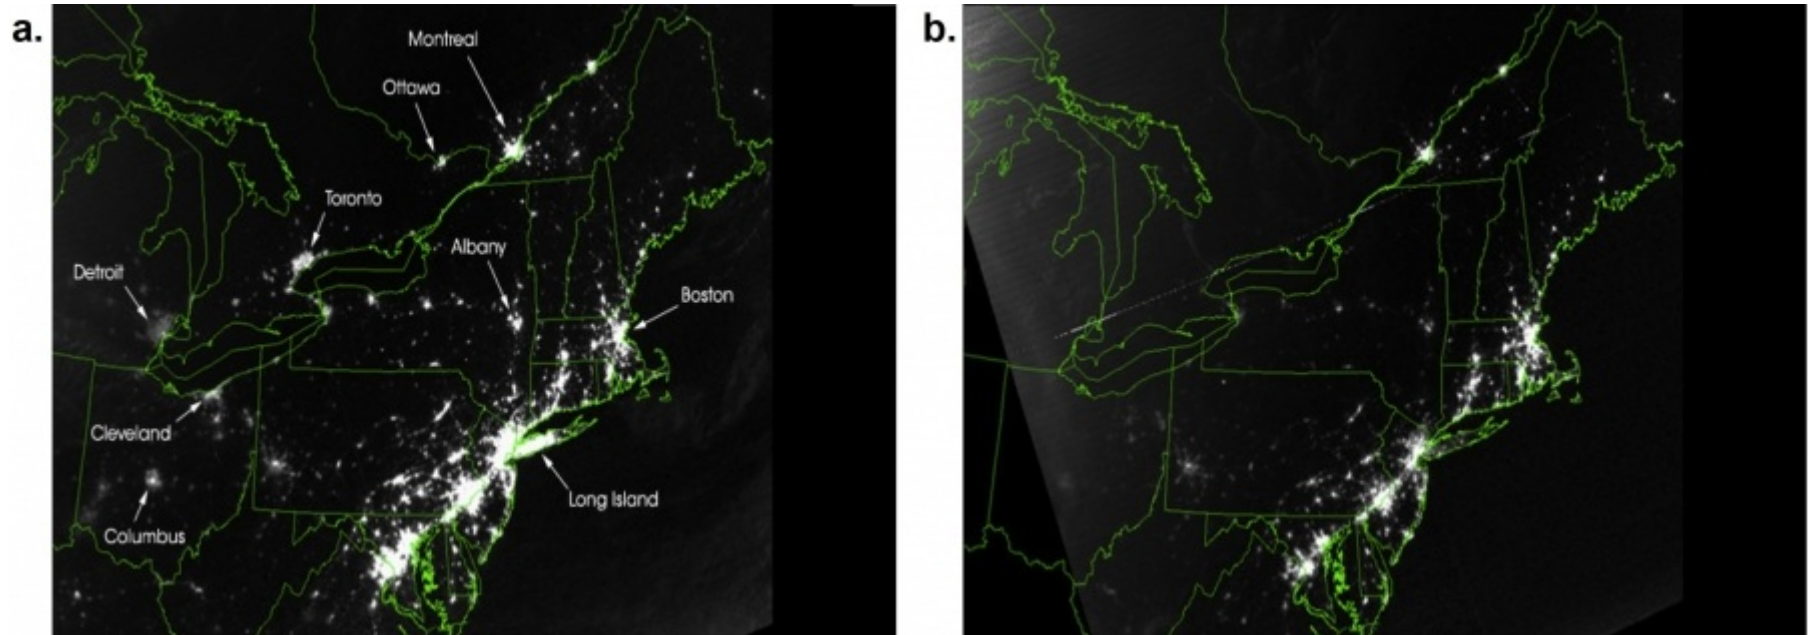 a.
Montreal
Ottawa
Toronto
Albany
Detroit
Boston
Cleveland
Long Island
Columbus
b.